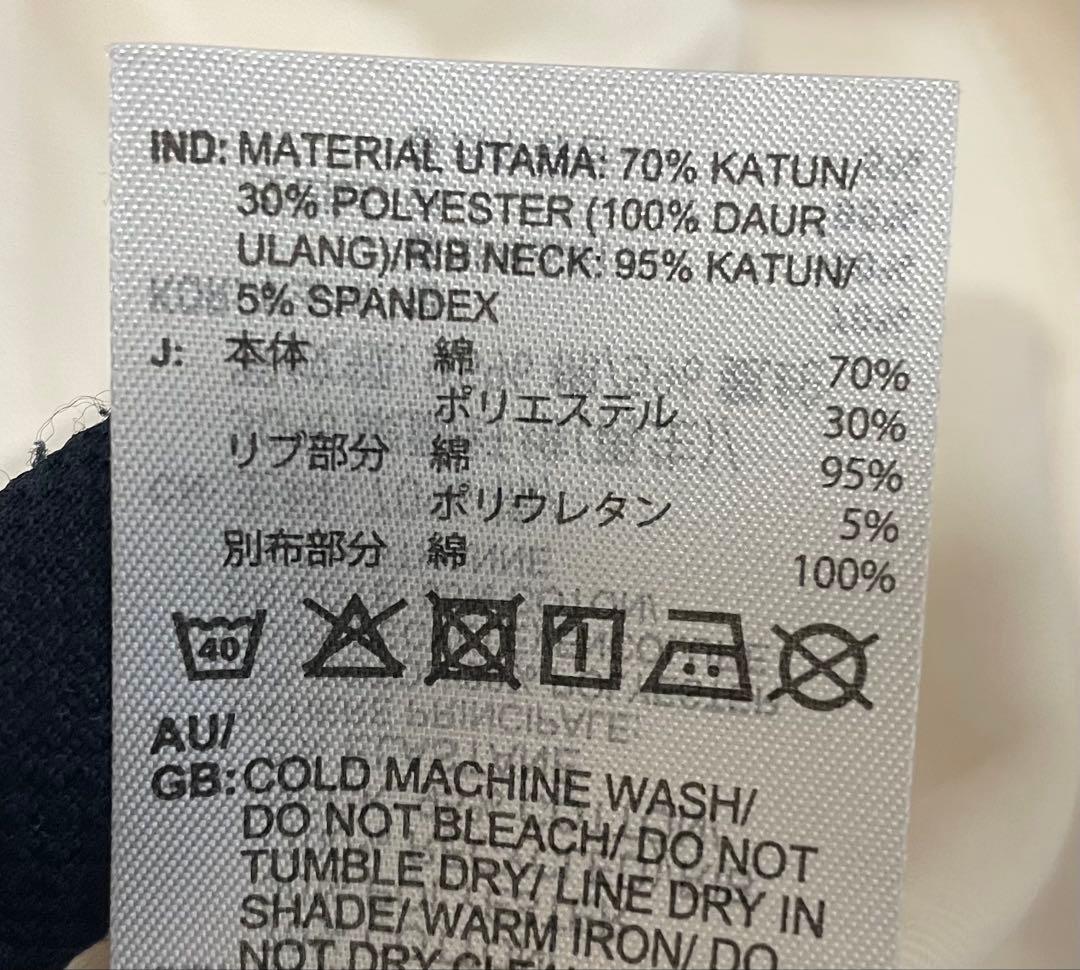 IND: MATERIAL UTAMA: 70% KATUN/
30% POLYESTER (100% DAUR
ULANG)/RIB NECK: 95% KATUN/
5% SPANDEX
J: 本体 綿 70%
ポリエステル 30%
リブ部分 綿 95%
ポリウレタン 5%
別布部分 綿 100%
40
AU/
GB: COLD MACHINE WASH/
DO NOT BLEACH/ DO NOT
TUMBLE DRY/ LINE DRY IN
SHADE/ WARM IRON/ DO
NOT DRY